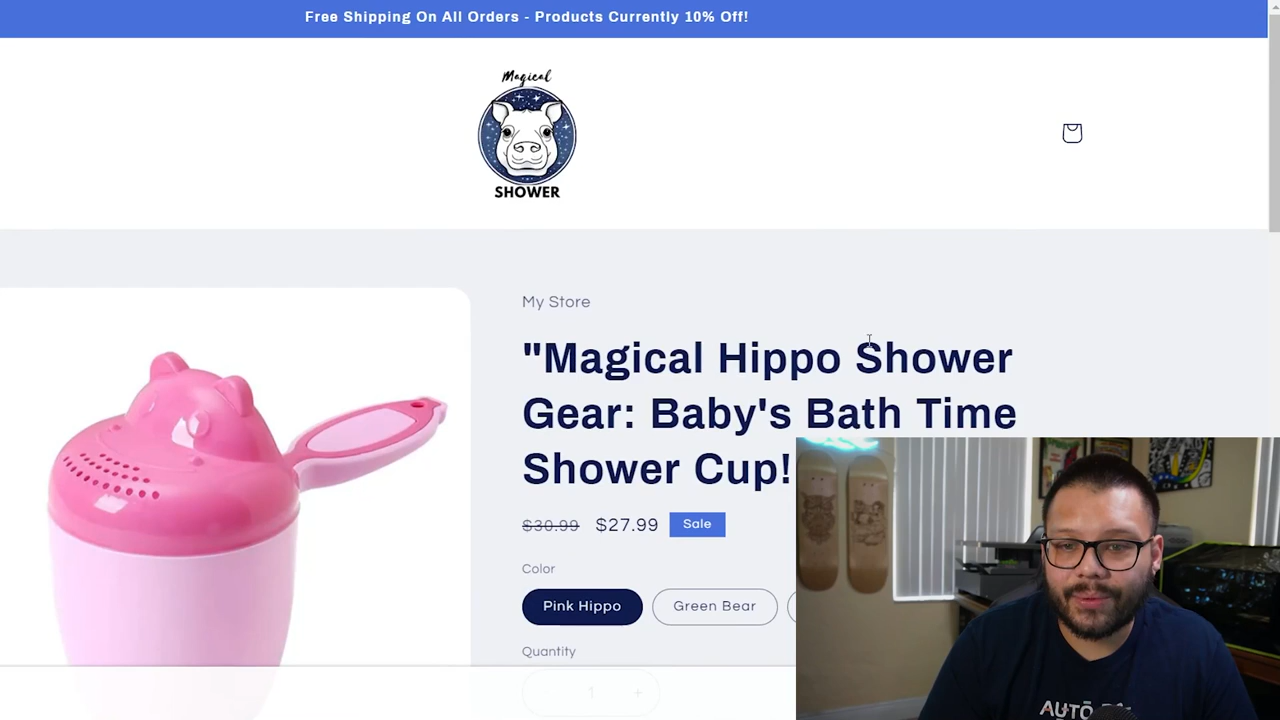 Free Shipping On All Orders - Products Currently 10% Off!
Magical
SHOWER
My Store
"Magical Hippo Shower
Gear: Baby's Bath Time
Shower Cup!
$30.99 $27.99 Sale
Color
Pink Hippo Green Bear
Quantity
1 +